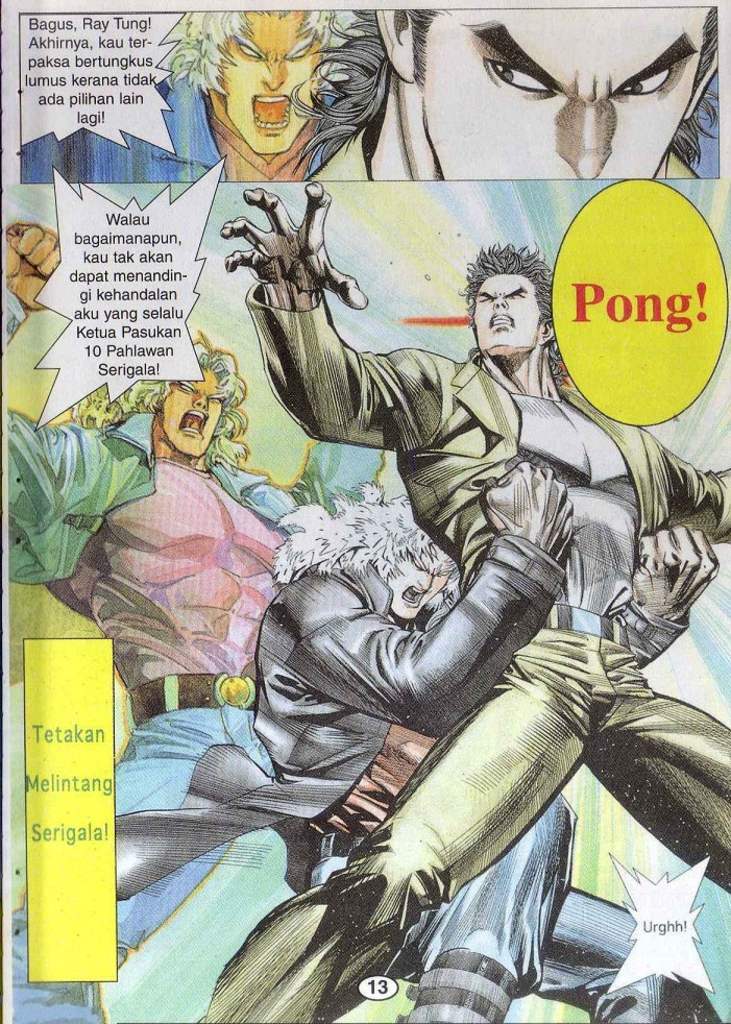 Bagus, Ray Tung!
Akhirnya, kau ter-
paksa bertungkus
lumus kerana tidak
ada pilihan lain
lagi!
Walau
bagaimanapun,
kau tak akan
dapat menandin-
gi kehandalan
aku yang selalu
Ketua Pasukan
10 Pahlawan
Serigala!
Pong!
Tetakan
Melintang
Serigala!
Urghh!
13